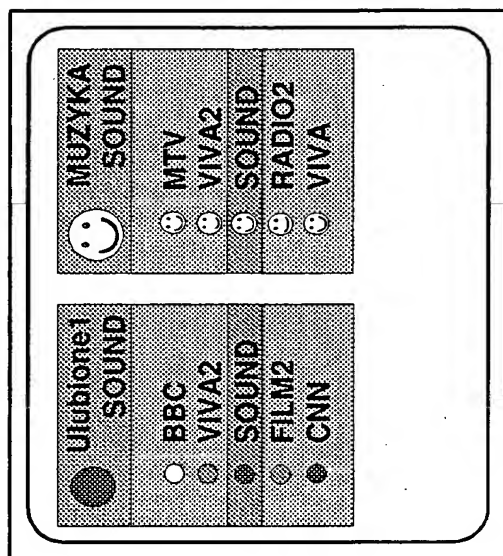 Ulubione1
SOUND
BBC
VIVA2
SOUND
FILM2
CNN
MUZYKA
SOUND
MTV
VIVA2
SOUND
RADIO2
VIVA